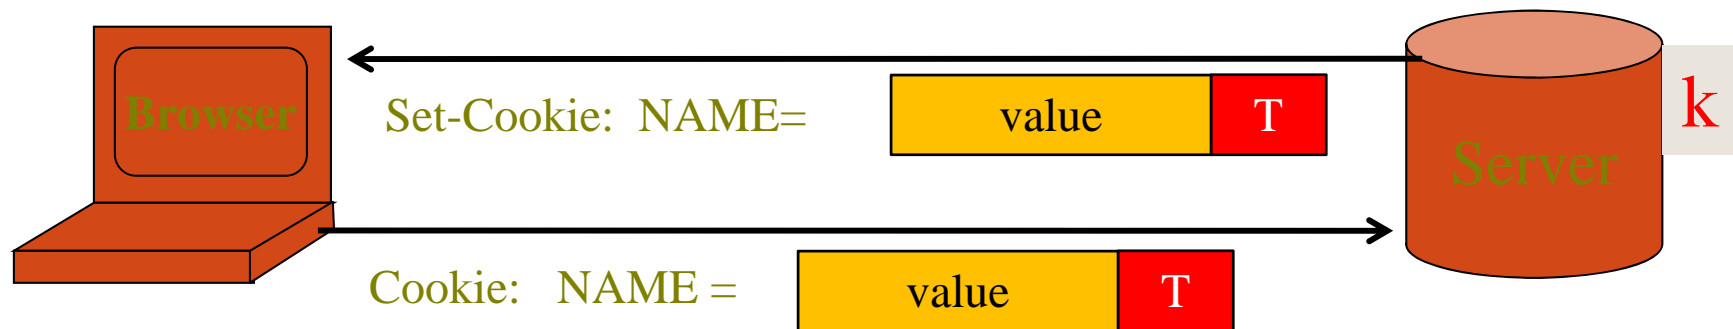 Browser
Set-Cookie: NAME= value T
k
Server
Cookie: NAME = value T